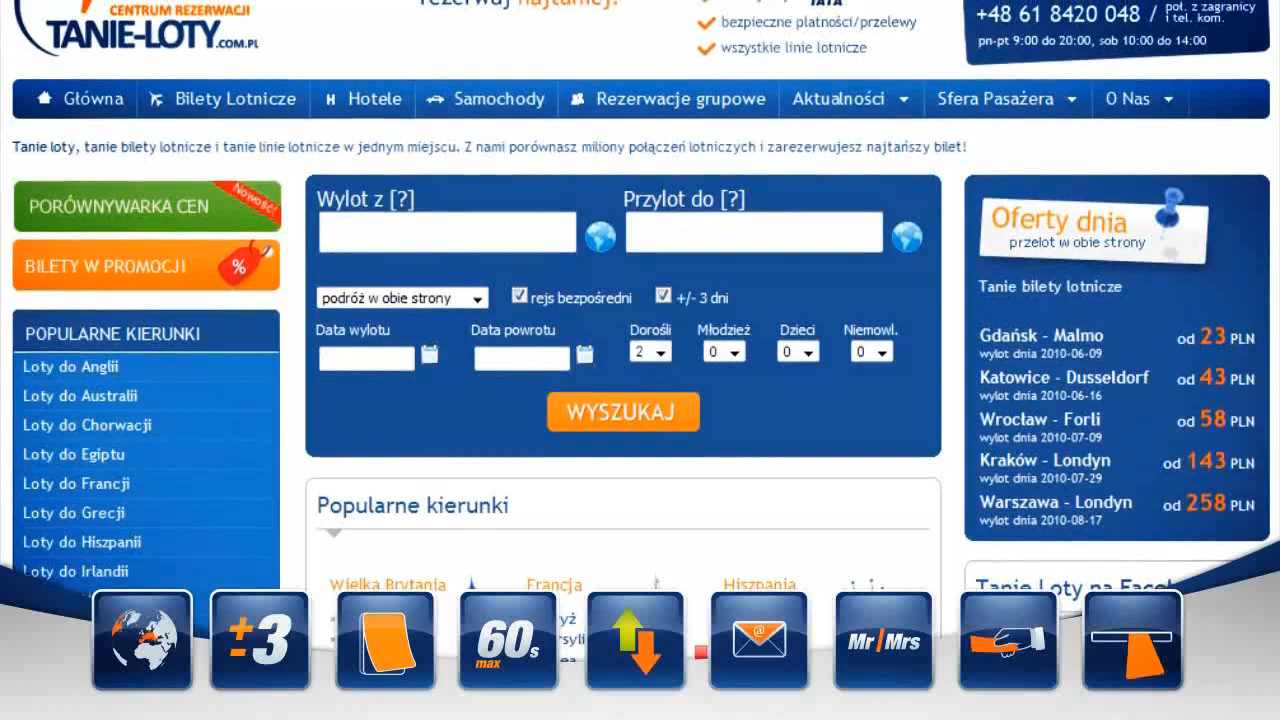 CENTRUM REZERWACJI
TANIE-LOTY.COM.PL
rezerwuj najtaniej!
IATA
bezpieczne płatności/przelewy
wszystkie linie lotnicze
+48 61 8420 048 / poł. z zagranicy
i tel. kom.
pn-pt 9:00 do 20:00, sob 10:00 do 14:00
Główna Bilety Lotnicze H Hotele Samochody Rezerwacje grupowe Aktualności Sfera Pasażera O Nas
Tanie loty, tanie bilety lotnicze i tanie linie lotnicze w jednym miejscu. Z nami porównasz miliony połączeń lotniczych i zarezerwujesz najtańszy bilet!
PORÓWNYWARKA CEN
Nowość!
BILETY W PROMOCJI
%
POPULARNE KIERUNKI
Loty do Anglii
Loty do Australii
Loty do Chorwacji
Loty do Egiptu
Loty do Francji
Loty do Grecji
Loty do Hiszpanii
Loty do Irlandii
Wylot z [?] Przylot do [?]
podróż w obie strony rejs bezpośredni +/- 3 dni
Data wylotu Data powrotu Dorośli Młodzież Dzieci Niemowl.
2 0 0 0
WYSZUKAJ
Popularne kierunki
Wielka Brytania Francja Hiszpania
Oferty dnia
przelot w obie strony
Tanie bilety lotnicze
Gdańsk - Malmo od 23 PLN
wylot dnia 2010-06-09
Katowice - Dusseldorf od 43 PLN
wylot dnia 2010-06-16
Wrocław - Forli od 58 PLN
wylot dnia 2010-07-09
Kraków - Londyn od 143 PLN
wylot dnia 2010-07-29
Warszawa - Londyn od 258 PLN
wylot dnia 2010-08-17
Tanie Loty na
±3
60s
max
@
Mr/Mrs